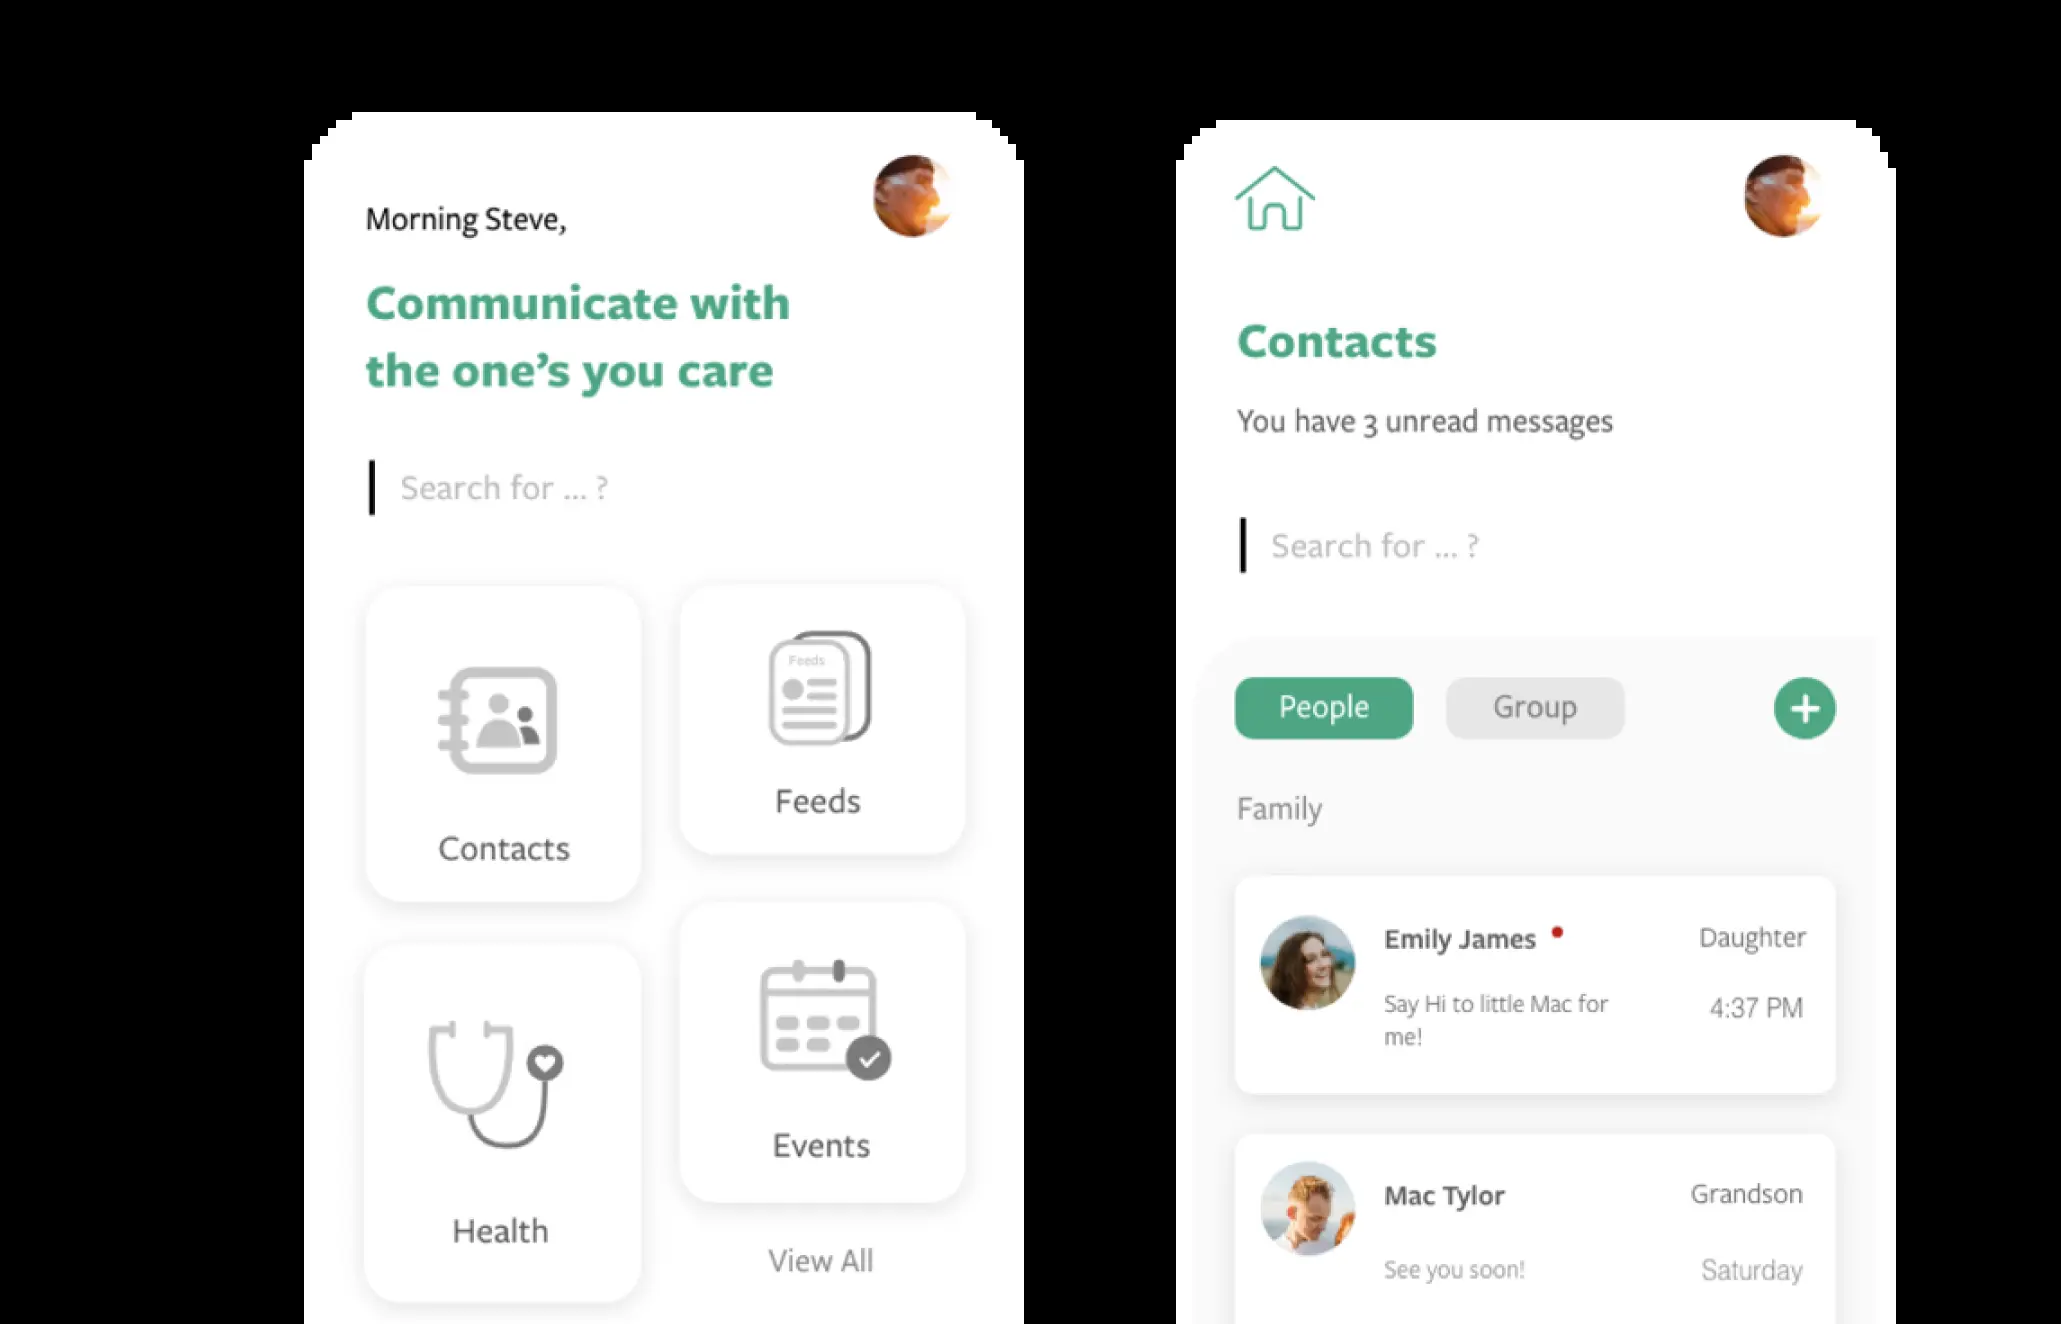 Morning Steve,
Communicate with
the one’s you care
Search for ... ?
Contacts
Feeds
Feeds
Health
Events
View All
Contacts
You have 3 unread messages
Search for ... ?
People
Group
Family
Emily James
Daughter
Say Hi to little Mac for
me!
4:37 PM
Mac Tylor
Grandson
See you soon!
Saturday